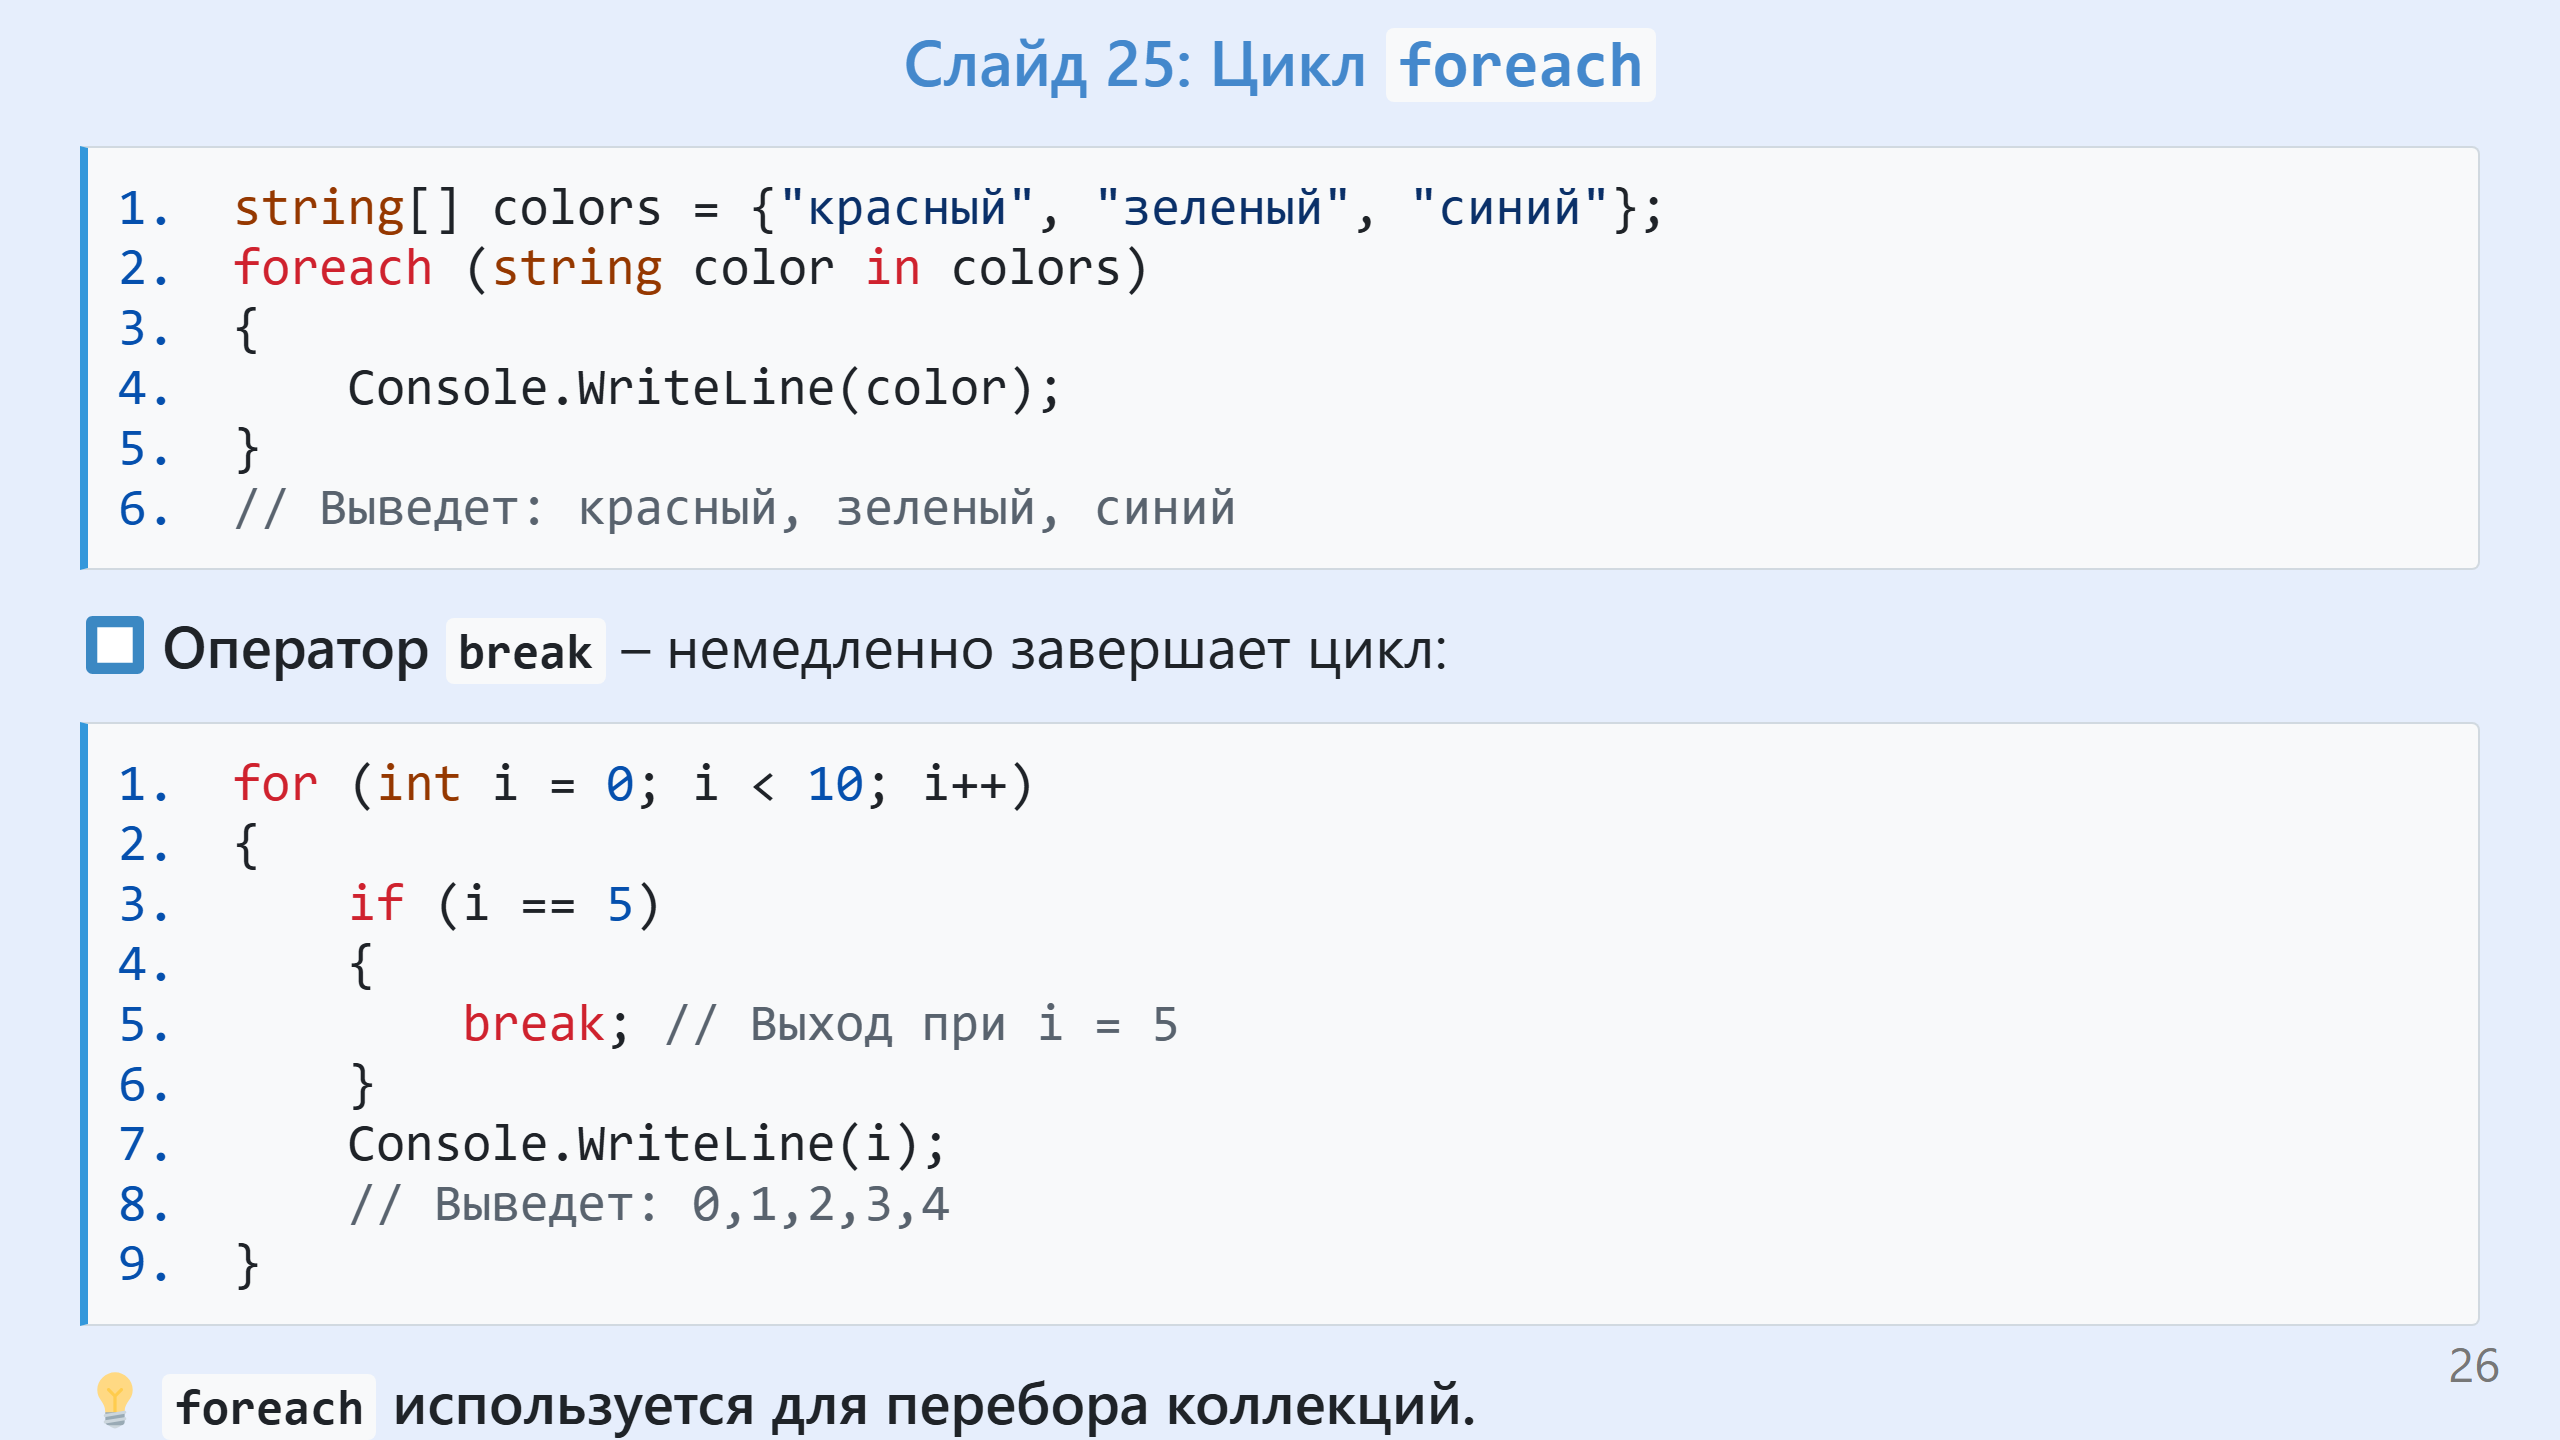 Слайд 25: Цикл foreach
1. string[] colors = {"красный", "зеленый", "синий"};
2. foreach (string color in colors)
3. {
4.     Console.WriteLine(color);
5. }
6. // Выведет: красный, зеленый, синий
Оператор break – немедленно завершает цикл:
1. for (int i = 0; i < 10; i++)
2. {
3.     if (i == 5)
4.     {
5.         break; // Выход при i = 5
6.     }
7.     Console.WriteLine(i);
8.     // Выведет: 0,1,2,3,4
9. }
foreach используется для перебора коллекций.
26